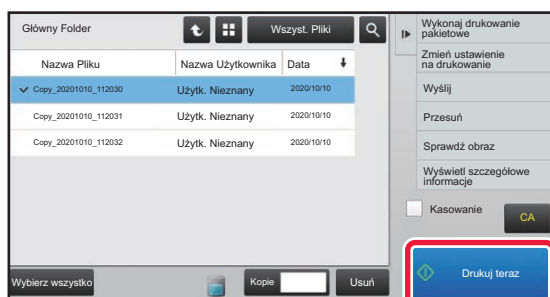 Główny Folder
Wszyst. Pliki
Nazwa Pliku
Nazwa Użytkownika
Data
Copy_20201010_112030
Użytk. Nieznany
2020/10/10
Copy_20201010_112031
Użytk. Nieznany
2020/10/10
Copy_20201010_112032
Użytk. Nieznany
2020/10/10
Wybierz wszystko
Kopie
Usuń
Wykonaj drukowanie
pakietowe
Zmień ustawienie
na drukowanie
Wyślij
Przesuń
Sprawdź obraz
Wyświetl szczegółowe
informacje
Kasowanie
CA
Drukuj teraz